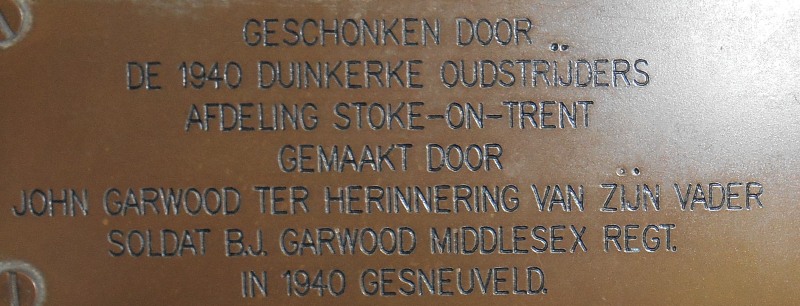 GESCHONKEN DOOR
DE 1940 DUINKERKE OUDSTRIJDERS
AFDELING STOKE-ON-TRENT
GEMAAKT DOOR
JOHN GARWOOD TER HERINNERING VAN ZIJN VADER
SOLDAT B.J. GARWOOD MIDDLESEX REGT.
IN 1940 GESNEUVELD.